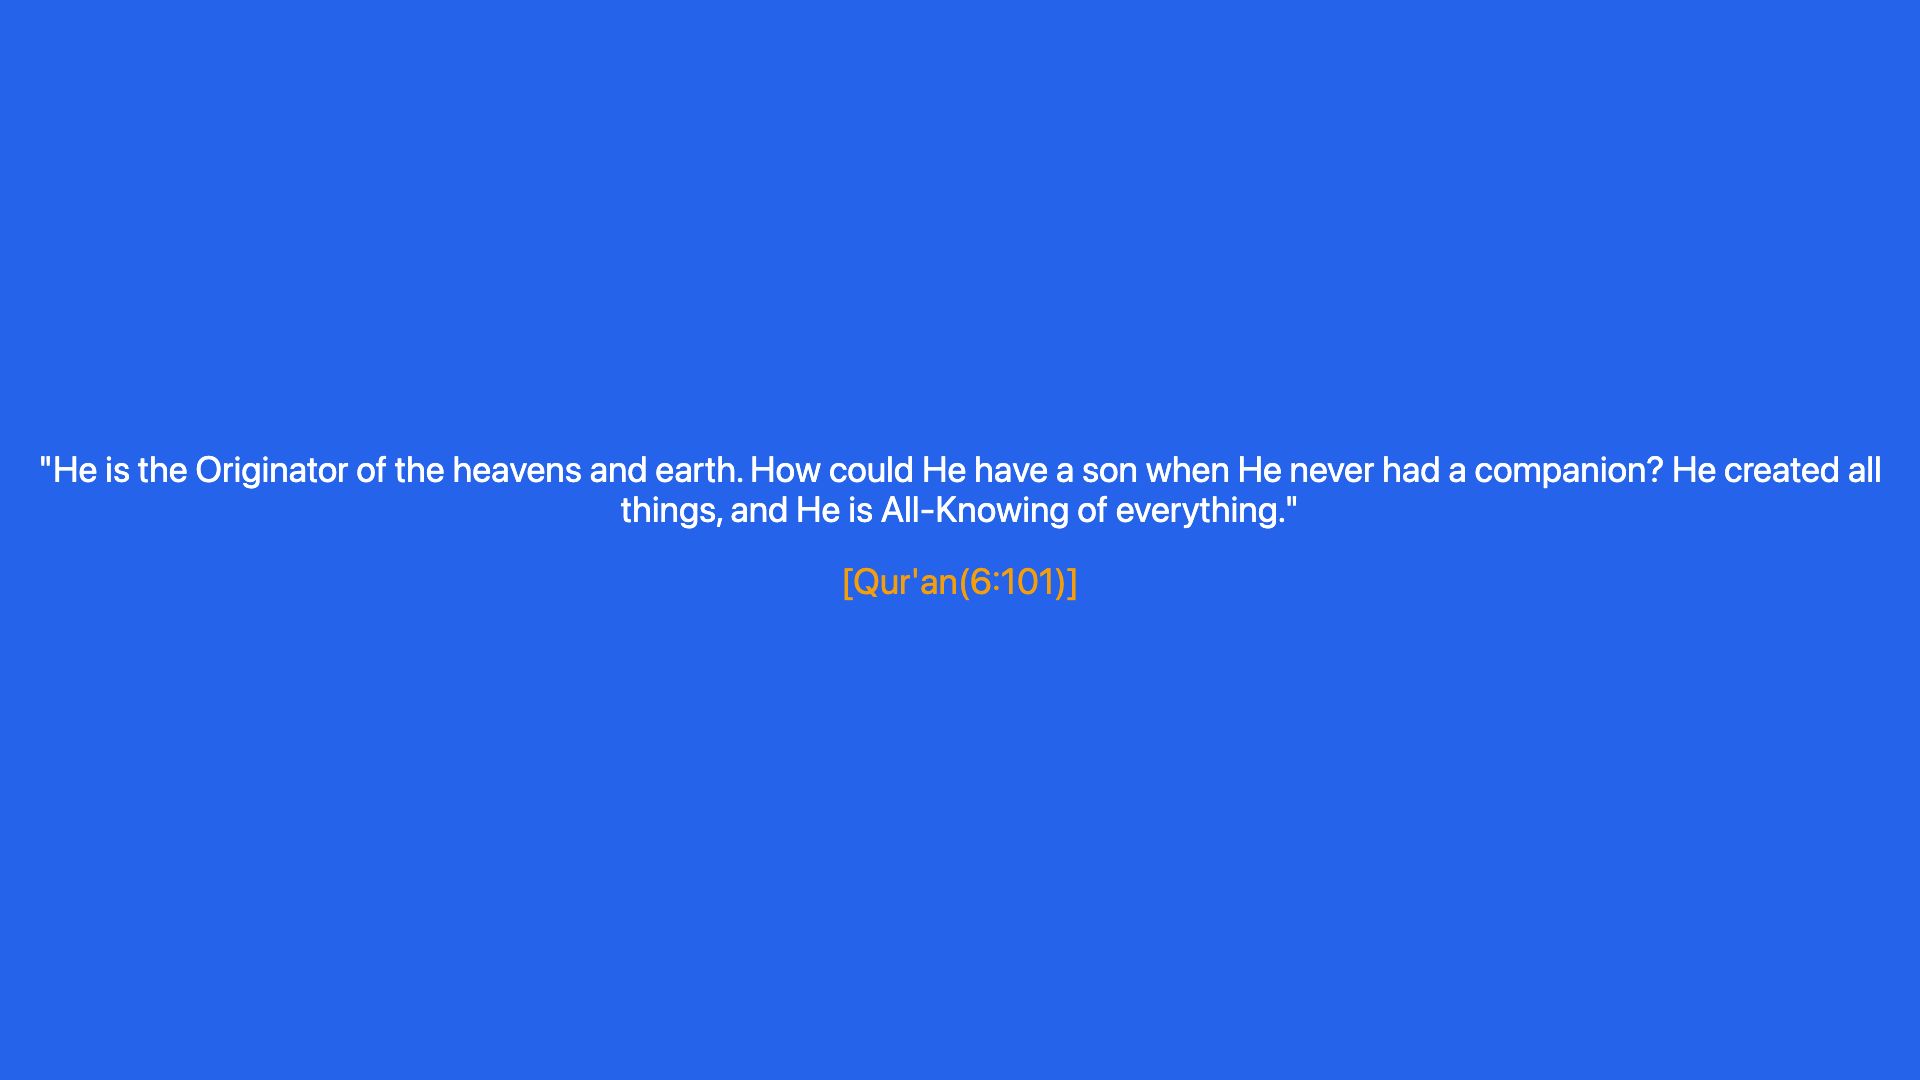 "He is the Originator of the heavens and earth. How could He have a son when He never had a companion? He created all
things, and He is All-Knowing of everything."
[Qur'an(6:101)]